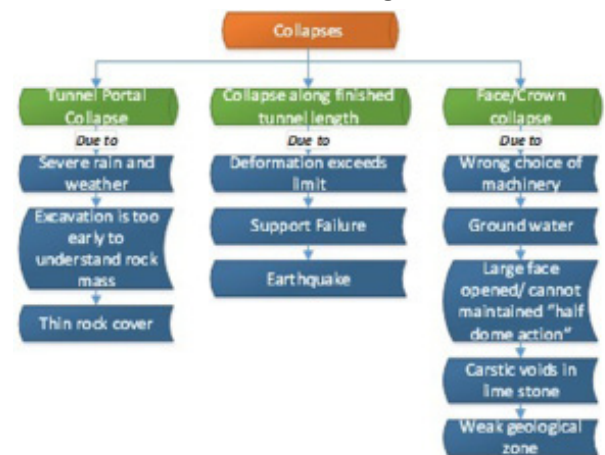 Collapses
Tunnel Portal
Collapse
Due to
Severe rain and
weather
Excavation is too
early to
understand rock
mass
Thin rock cover
Collapse along finished
tunnel length
Due to
Deformation exceeds
limit
Support Failure
Earthquake
Face/Crown
collapse
Due to
Wrong choice of
machinery
Ground water
Large face
opened/ cannot
maintained "half
dome action"
Carstic voids in
lime stone
Weak geological
zone